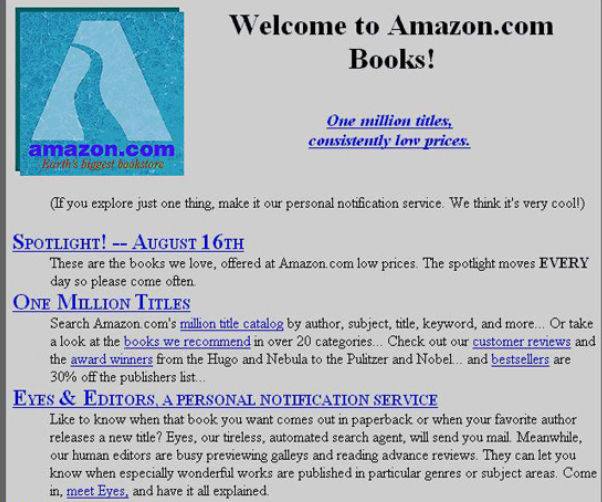 Welcome to Amazon.com
Books!
One million titles,
consistently low prices.
amazon.com
Earth's biggest bookstore
(If you explore just one thing, make it our personal notification service. We think it's very cool!)
SPOTLIGHT! -- AUGUST 16TH
These are the books we love, offered at Amazon.com low prices. The spotlight moves EVERY
day so please come often.
ONE MILLION TITLES
Search Amazon.com's million title catalog by author, subject, title, keyword, and more... Or take
a look at the books we recommend in over 20 categories... Check out our customer reviews and
the award winners from the Hugo and Nebula to the Pulitzer and Nobel... and bestsellers are
30% off the publishers list...
EYES & EDITORS, A PERSONAL NOTIFICATION SERVICE
Like to know when that book you want comes out in paperback or when your favorite author
releases a new title? Eyes, our tireless, automated search agent, will send you mail. Meanwhile,
our human editors are busy previewing galleys and reading advance reviews. They can let you
know when especially wonderful works are published in particular genres or subject areas. Come
in, meet Eyes, and have it all explained.